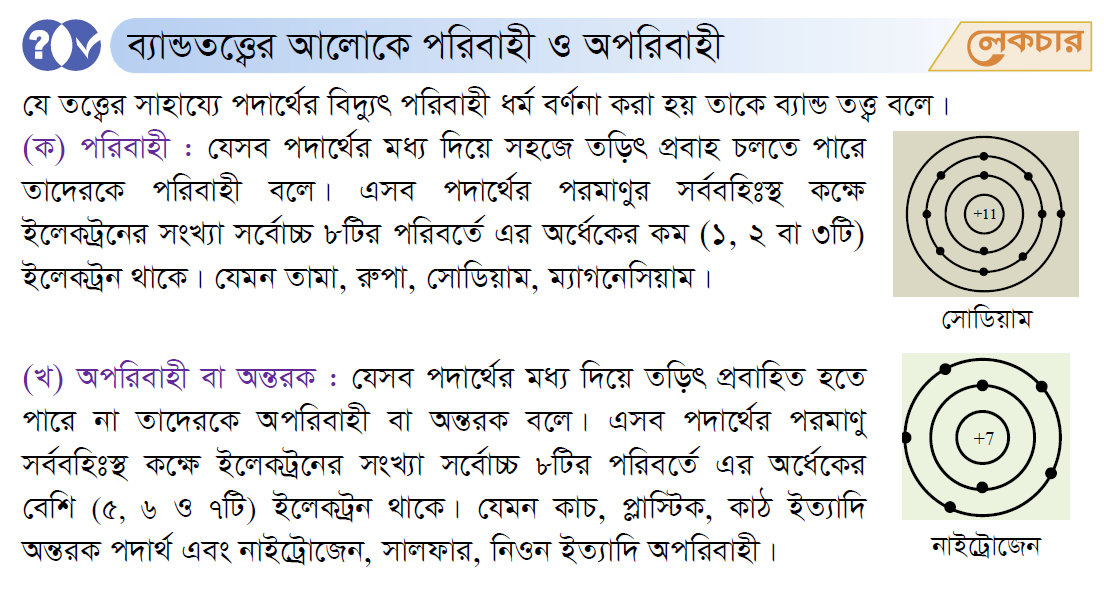 ব্যান্ডতত্ত্বের আলোকে পরিবাহী ও অপরিবাহী
লেকচার
যে তত্ত্বের সাহায্যে পদার্থের বিদ্যুৎ পরিবাহী ধর্ম বর্ণনা করা হয় তাকে ব্যান্ড তত্ত্ব বলে।
(ক) পরিবাহী : যেসব পদার্থের মধ্য দিয়ে সহজে তড়িৎ প্রবাহ চলতে পারে
তাদেরকে পরিবাহী বলে। এসব পদার্থের পরমাণুর সর্ববহিঃস্থ কক্ষে
ইলেকট্রনের সংখ্যা সর্বোচ্চ ৮টির পরিবর্তে এর অর্ধেকের কম (১, ২ বা ৩টি)
ইলেকট্রন থাকে। যেমন তামা, রুপা, সোডিয়াম, ম্যাগনেসিয়াম।
+11
সোডিয়াম
(খ) অপরিবাহী বা অন্তরক : যেসব পদার্থের মধ্য দিয়ে তড়িৎ প্রবাহিত হতে
পারে না তাদেরকে অপরিবাহী বা অন্তরক বলে। এসব পদার্থের পরমাণু
সর্ববহিঃস্থ কক্ষে ইলেকট্রনের সংখ্যা সর্বোচ্চ ৮টির পরিবর্তে এর অর্ধেকের
বেশি (৫, ৬ ও ৭টি) ইলেকট্রন থাকে। যেমন কাচ, প্লাস্টিক, কাঠ ইত্যাদি
অন্তরক পদার্থ এবং নাইট্রোজেন, সালফার, নিওন ইত্যাদি অপরিবাহী।
+7
নাইট্রোজেন